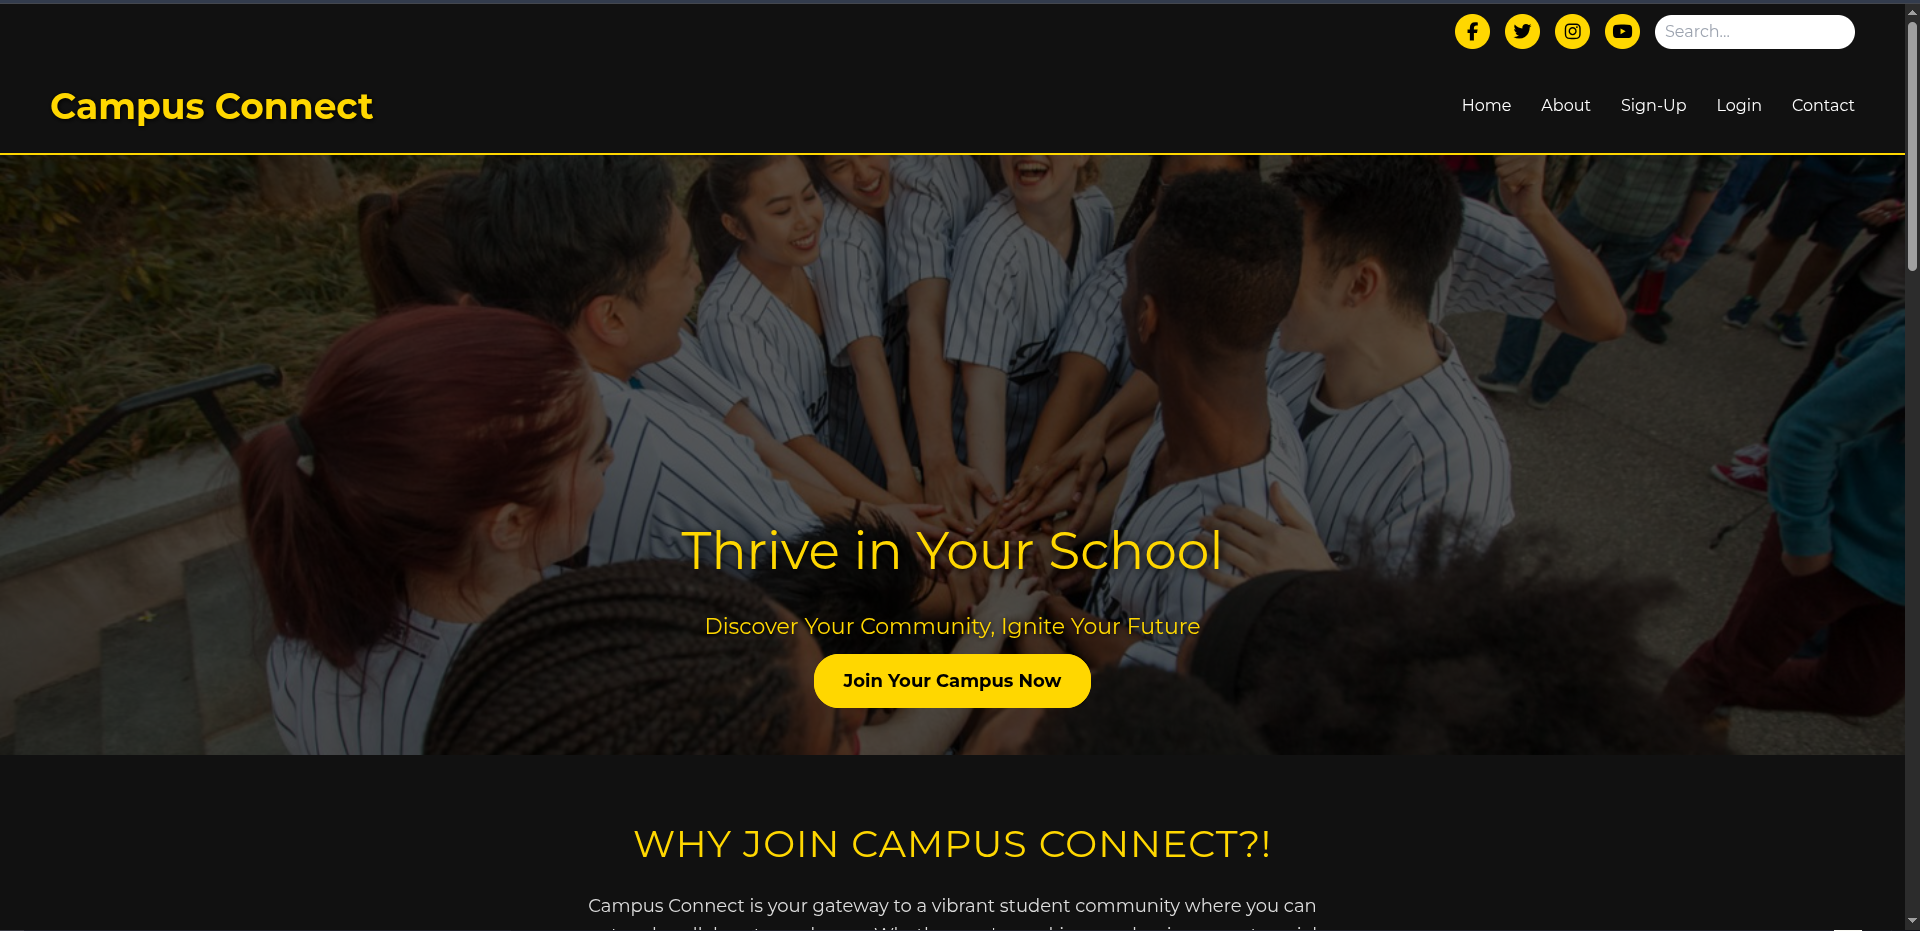 Search...
Campus Connect
Home About Sign-Up Login Contact
Thrive in Your School
Discover Your Community, Ignite Your Future
Join Your Campus Now
WHY JOIN CAMPUS CONNECT?!
Campus Connect is your gateway to a vibrant student community where you can